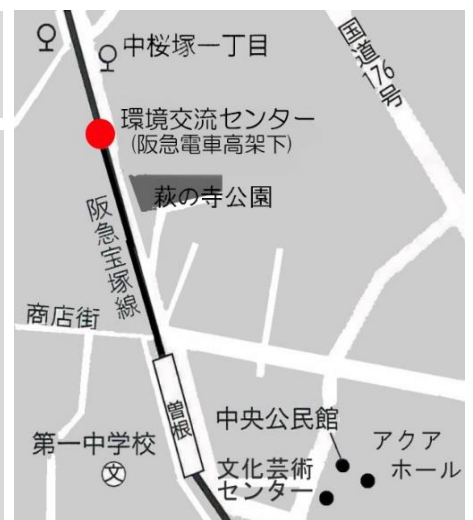 中桜塚一丁目
国道176号
環境交流センター
(阪急電車高架下)
萩の寺公園
阪急宝塚線
商店街
曽根
中央公民館
第一中学校
文
アクア
ホール
文化芸術
センター